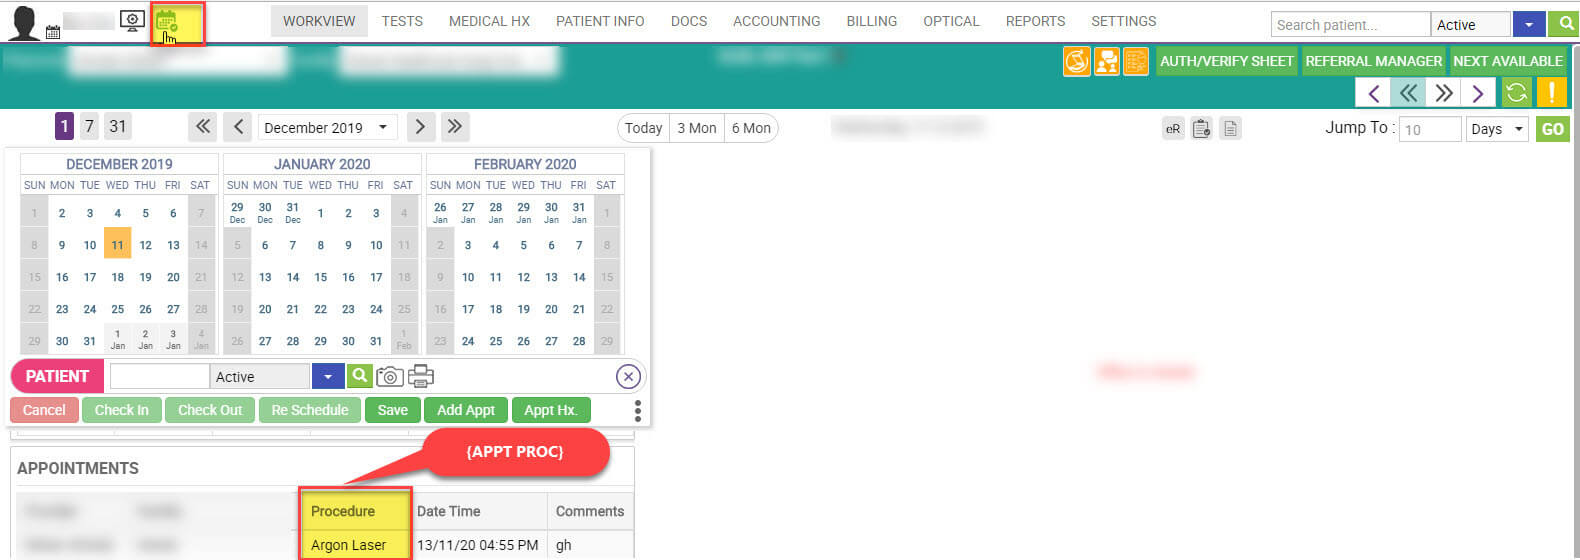 WORKVIEW TESTS MEDICAL HX PATIENT INFO DOCS ACCOUNTING BILLING OPTICAL REPORTS SETTINGS Search patient... Active
AUTH/VERIFY SHEET REFERRAL MANAGER NEXT AVAILABLE
1 7 31 December 2019 Today 3 Mon 6 Mon eR Jump To : 10 Days GO
DECEMBER 2019 JANUARY 2020 FEBRUARY 2020
SUN MON TUE WED THU FRI SAT SUN MON TUE WED THU FRI SAT SUN MON TUE WED THU FRI SAT
1 2 3 4 5 6 7 29 Dec 30 Dec 31 Dec 1 2 3 4 26 Jan 27 Jan 28 Jan 29 Jan 30 Jan 31 Jan 1
8 9 10 11 12 13 14 5 6 7 8 9 10 11 2 3 4 5 6 7 8
15 16 17 18 19 20 21 12 13 14 15 16 17 18 9 10 11 12 13 14 15
22 23 24 25 26 27 28 19 20 21 22 23 24 25 16 17 18 19 20 21 22
29 30 31 1 Jan 2 Jan 3 Jan 4 Jan 26 27 28 29 30 31 1 Feb 23 24 25 26 27 28 29
PATIENT Active
Cancel Check In Check Out Re Schedule Save Add Appt Appt Hx.
{APPT PROC}
APPOINTMENTS
Procedure Date Time Comments
Argon Laser 13/11/20 04:55 PM gh